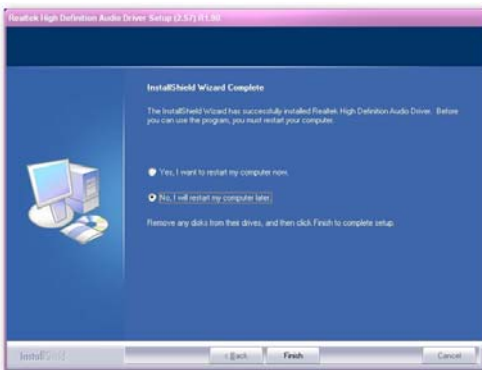 Realtek High Definition Audio Driver Setup (2.57) R1.90
InstallShield Wizard Complete
The InstallShield Wizard has successfully installed Realtek High Definition Audio Driver. Before
you can use the program, you must restart your computer.
Yes, I want to restart my computer now.
No, I will restart my computer later.
Remove any disks from their drives, and then click Finish to complete setup.
InstallShield
< Back
Finish
Cancel